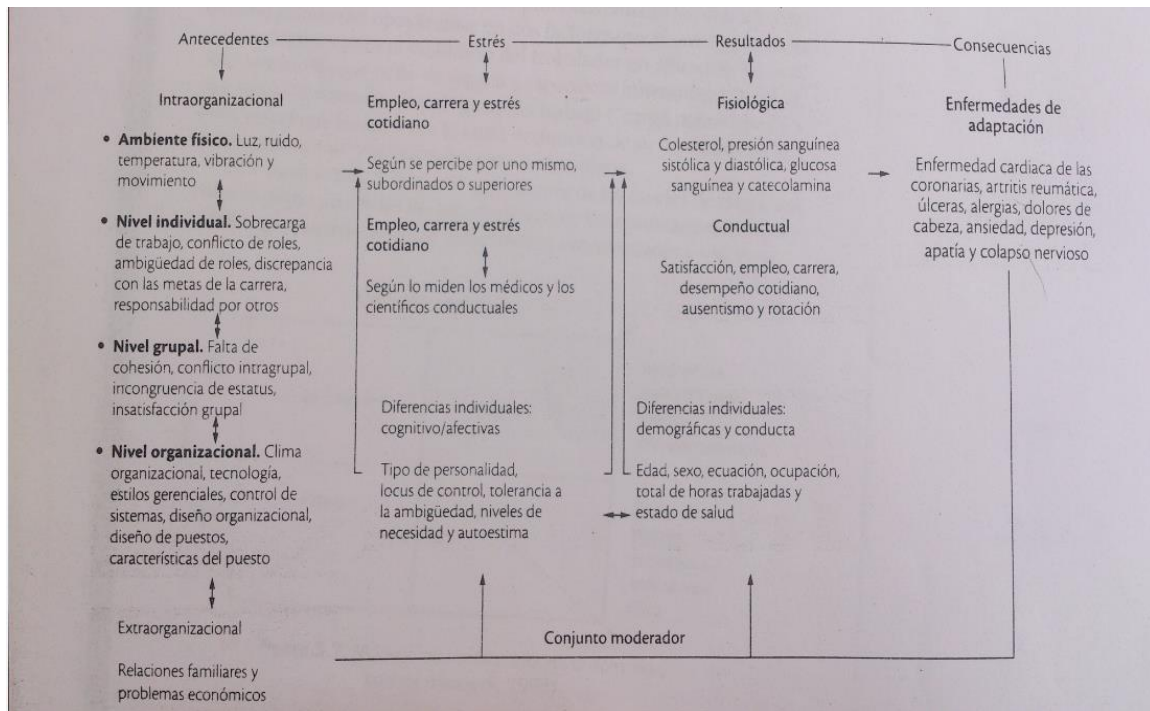 Antecedentes
Estrés
Resultados
Consecuencias
Intraorganizacional
• Ambiente físico. Luz, ruido,
temperatura, vibración y
movimiento
• Nivel individual. Sobrecarga
de trabajo, conflicto de roles,
ambigüedad de roles, discrepancia
con las metas de la carrera,
responsabilidad por otros
• Nivel grupal. Falta de
cohesión, conflicto intragrupal,
incongruencia de estatus,
insatisfacción grupal
• Nivel organizacional. Clima
organizacional, tecnología,
estilos gerenciales, control de
sistemas, diseño organizacional,
diseño de puestos,
características del puesto
Extraorganizacional
Relaciones familiares y
problemas económicos
Empleo, carrera y estrés
cotidiano
Según se percibe por uno mismo,
subordinados o superiores
Empleo, carrera y estrés
cotidiano
Según lo miden los médicos y los
científicos conductuales
Diferencias individuales:
cognitivo/afectivas
Tipo de personalidad,
locus de control, tolerancia a
la ambigüedad, niveles de
necesidad y autoestima
Fisiológica
Colesterol, presión sanguínea
sistólica y diastólica, glucosa
sanguínea y catecolamina
Conductual
Satisfacción, empleo, carrera,
desempeño cotidiano,
ausentismo y rotación
Diferencias individuales:
demográficas y conducta
Edad, sexo, ecuación, ocupación,
total de horas trabajadas y
estado de salud
Enfermedades de
adaptación
Enfermedad cardiaca de las
coronarias, artritis reumática,
úlceras, alergias, dolores de
cabeza, ansiedad, depresión,
apatía y colapso nervioso
Conjunto moderador